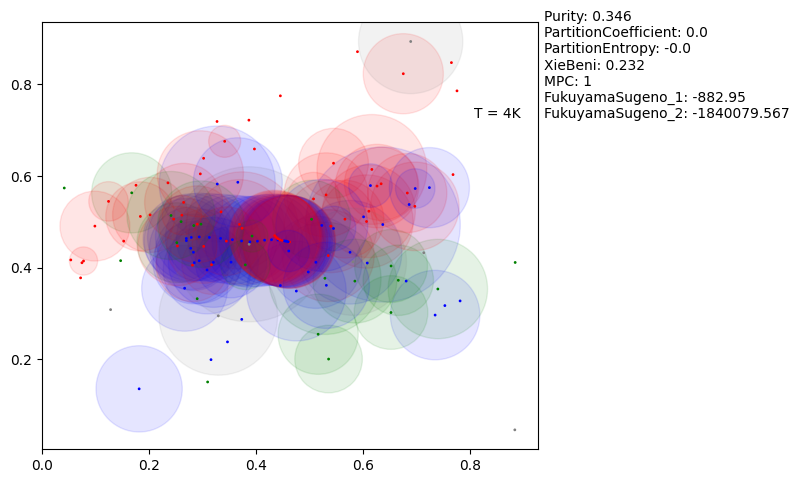 Purity: 0.346
PartitionCoefficient: 0.0
PartitionEntropy: -0.0
XieBeni: 0.232
MPC: 1
FukuyamaSugeno_1: -882.95
FukuyamaSugeno_2: -1840079.567
T = 4K
0.8
0.6
0.4
0.2
0.0 0.2 0.4 0.6 0.8